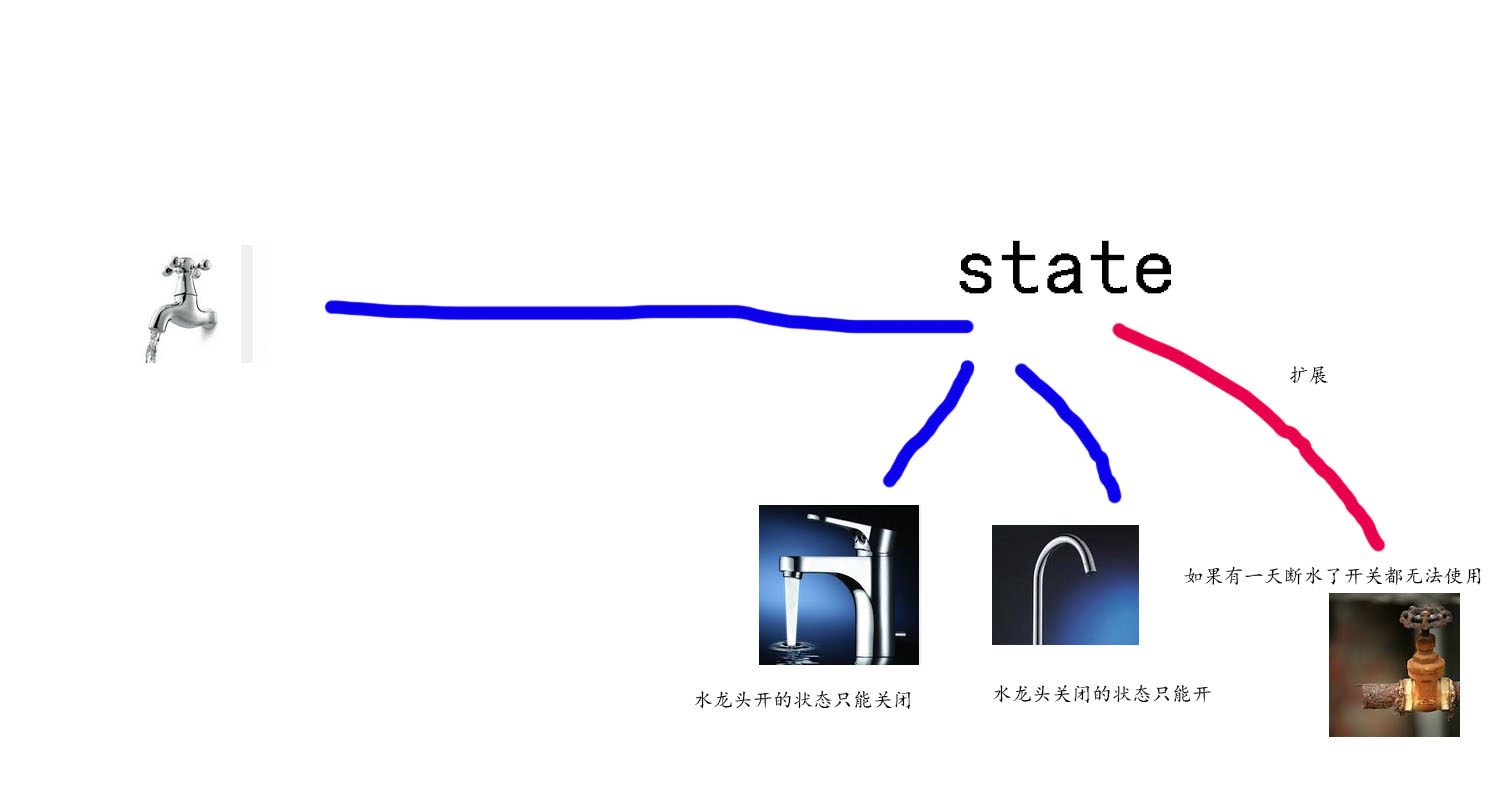 state
扩展
如果有一天断水了开关都无法使用
水龙头开的状态只能关闭
水龙头关闭的状态只能开